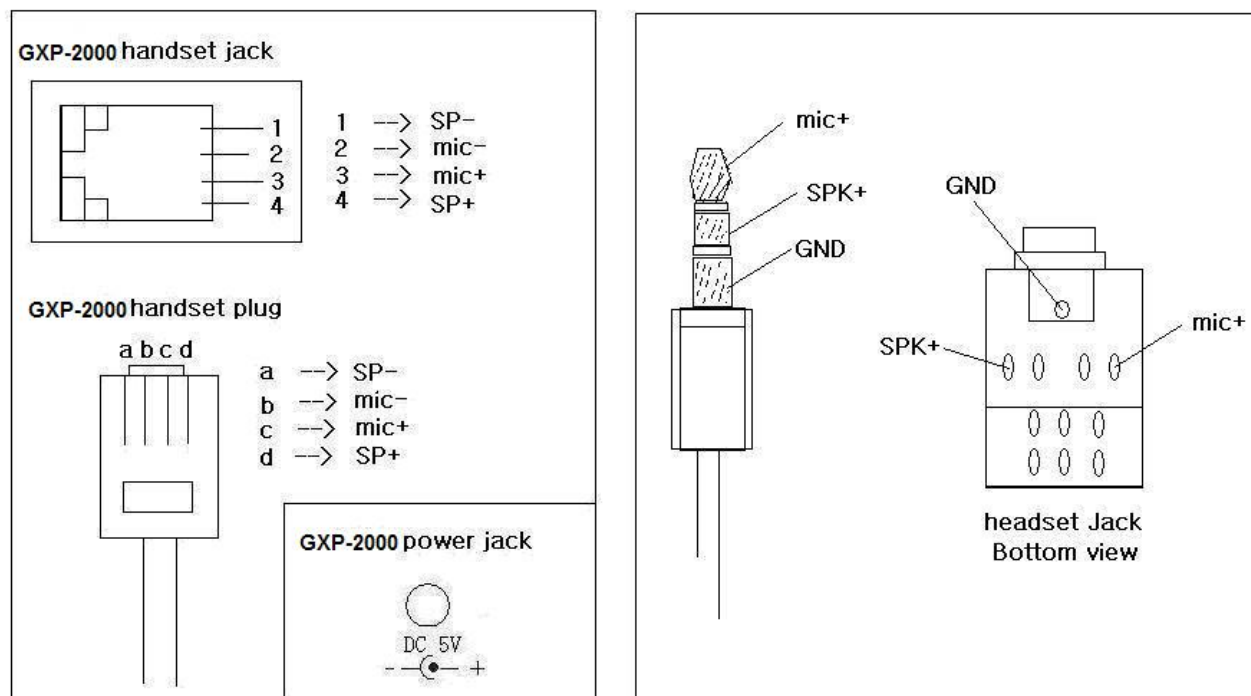 GXP-2000 handset jack
1
2
3
4
1 --> SP-
2 --> mic-
3 --> mic+
4 --> SP+
GXP-2000 handset plug
a b c d
a --> SP-
b --> mic-
c --> mic+
d --> SP+
GXP-2000 power jack
DC 5V
- +
mic+
SPK+
GND
GND
SPK+
mic+
headset Jack
Bottom view